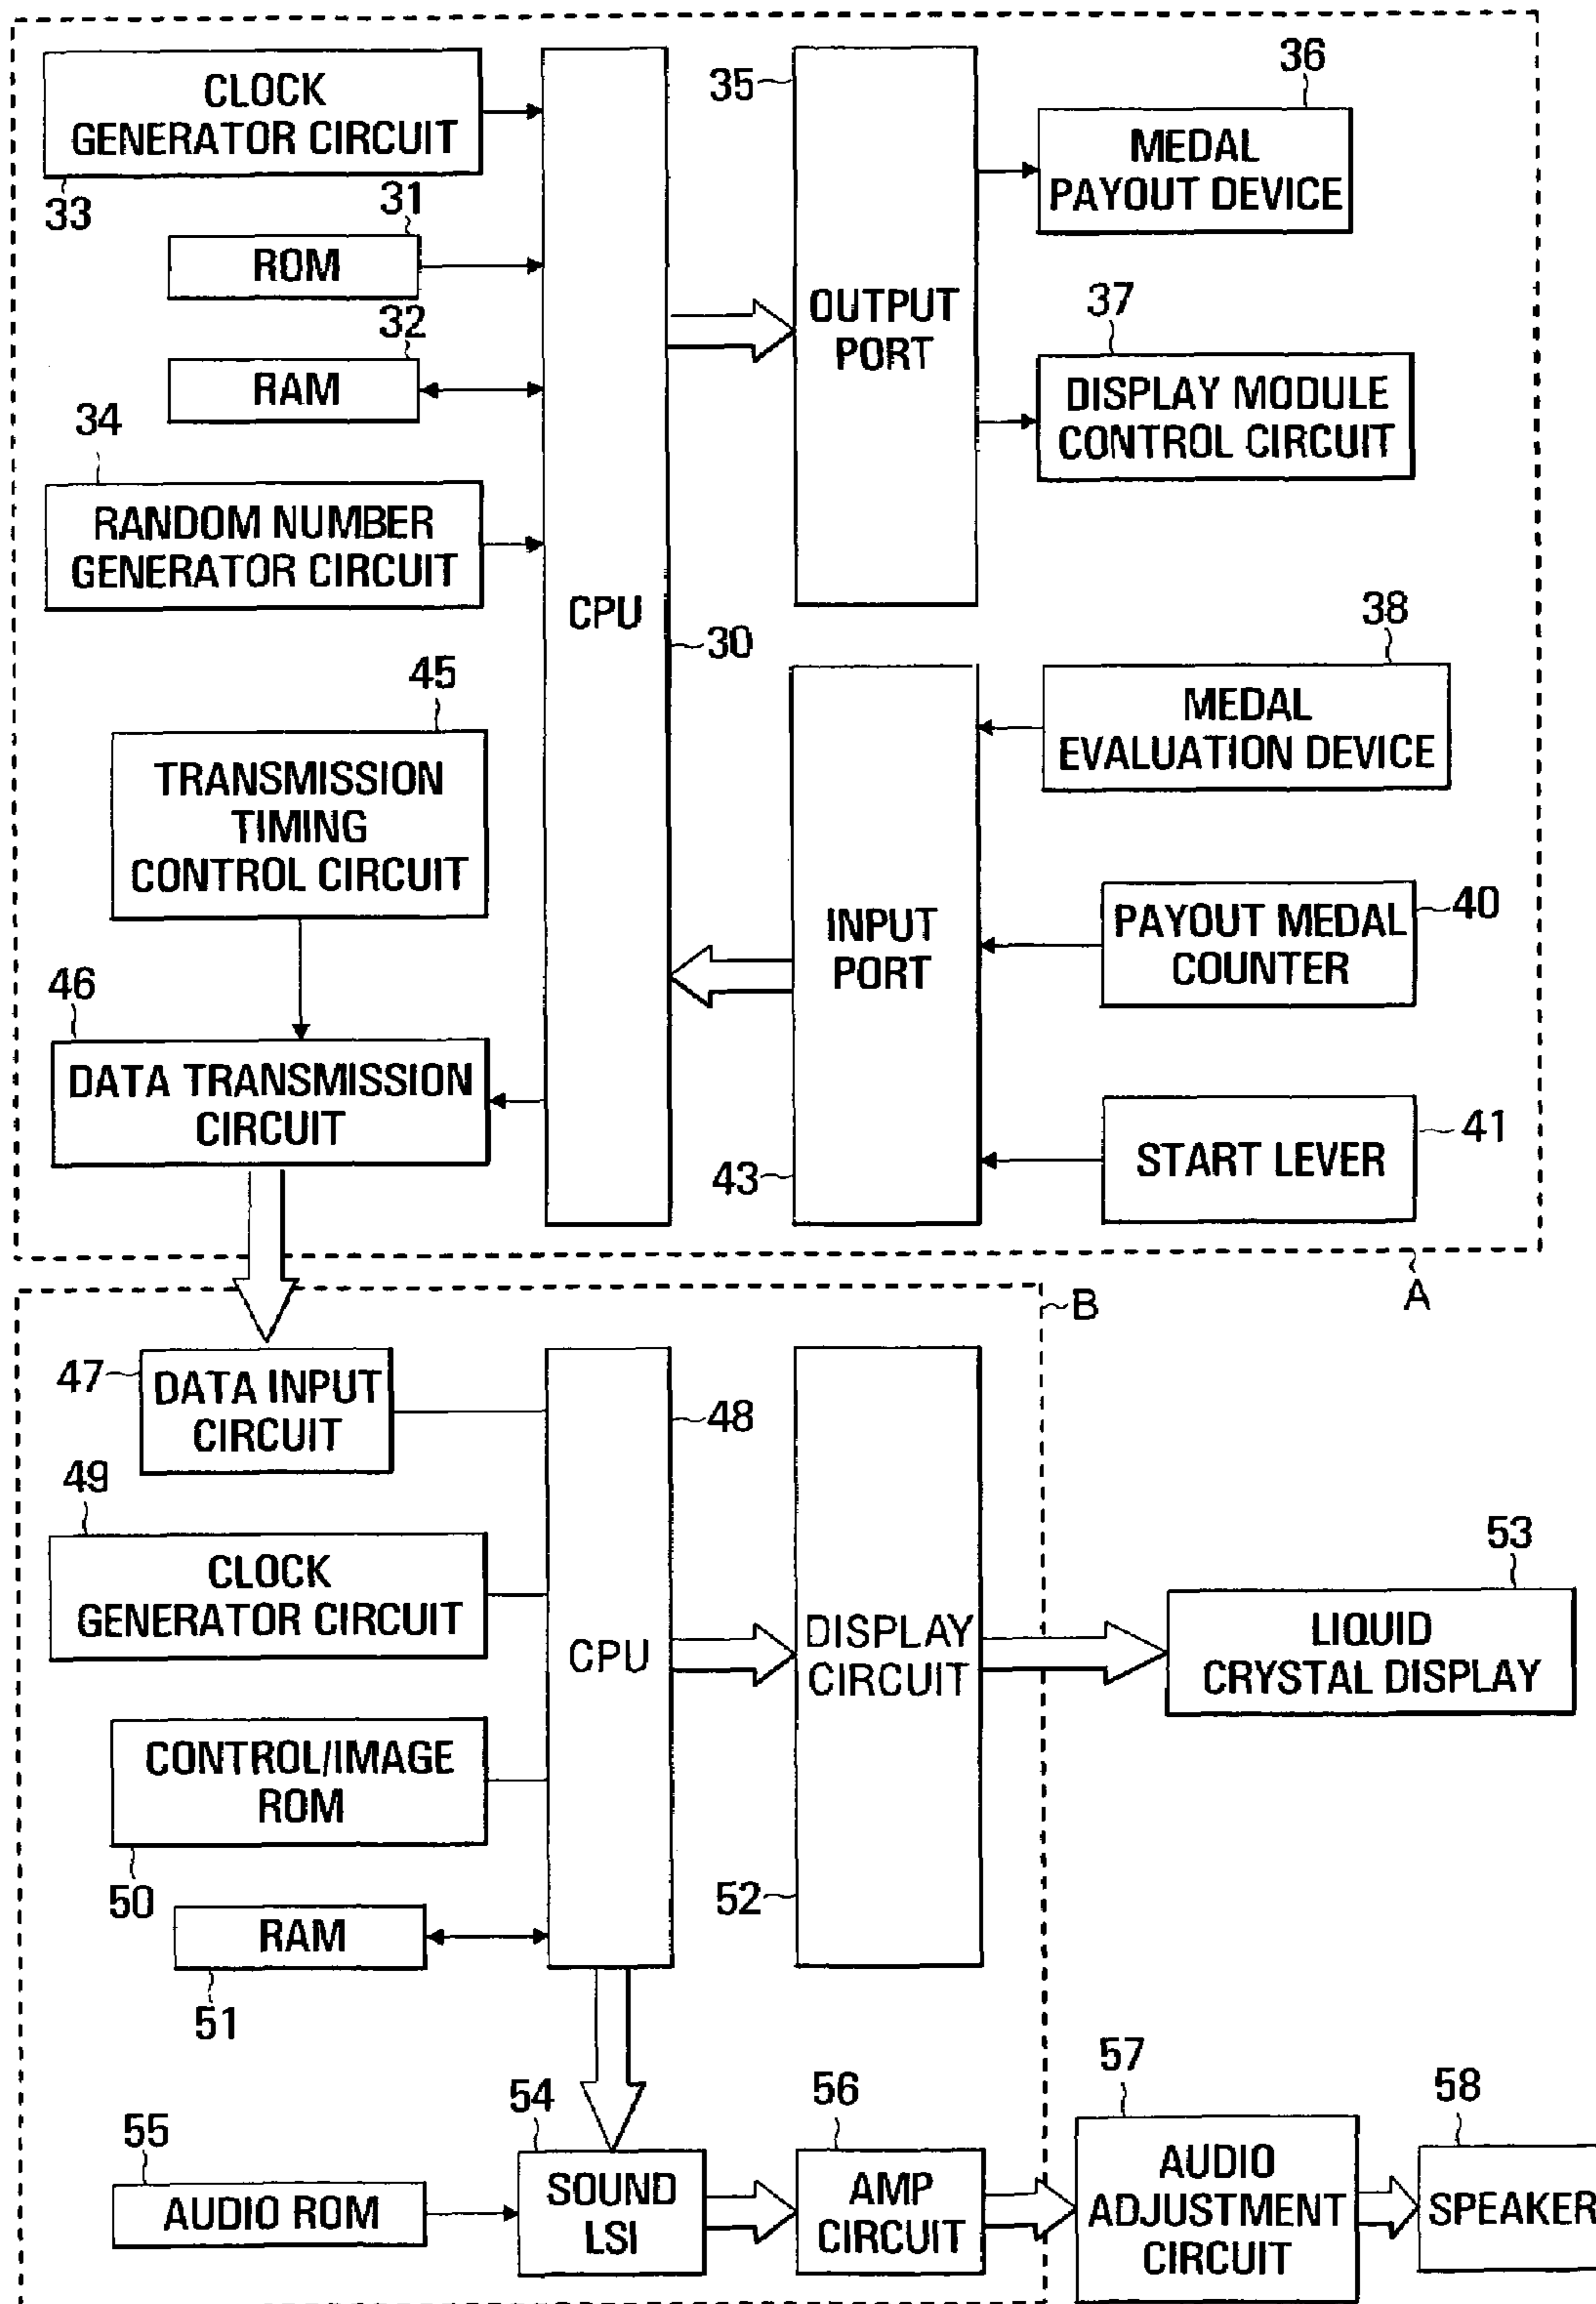 CLOCK
GENERATOR CIRCUIT
33
31
ROM
32
RAM
34
RANDOM NUMBER
GENERATOR CIRCUIT
CPU
30
35
OUTPUT
PORT
36
MEDAL
PAYOUT DEVICE
37
DISPLAY MODULE
CONTROL CIRCUIT
38
MEDAL
EVALUATION DEVICE
45
TRANSMISSION
TIMING
CONTROL CIRCUIT
INPUT
PORT
43
PAYOUT MEDAL
COUNTER
40
START LEVER
41
46
DATA TRANSMISSION
CIRCUIT
A
B
47
DATA INPUT
CIRCUIT
49
CLOCK
GENERATOR CIRCUIT
CPU
48
DISPLAY
CIRCUIT
52
53
LIQUID
CRYSTAL DISPLAY
CONTROL/IMAGE
ROM
50
RAM
51
55
AUDIO ROM
54
SOUND
LSI
56
AMP
CIRCUIT
57
AUDIO
ADJUSTMENT
CIRCUIT
58
SPEAKER